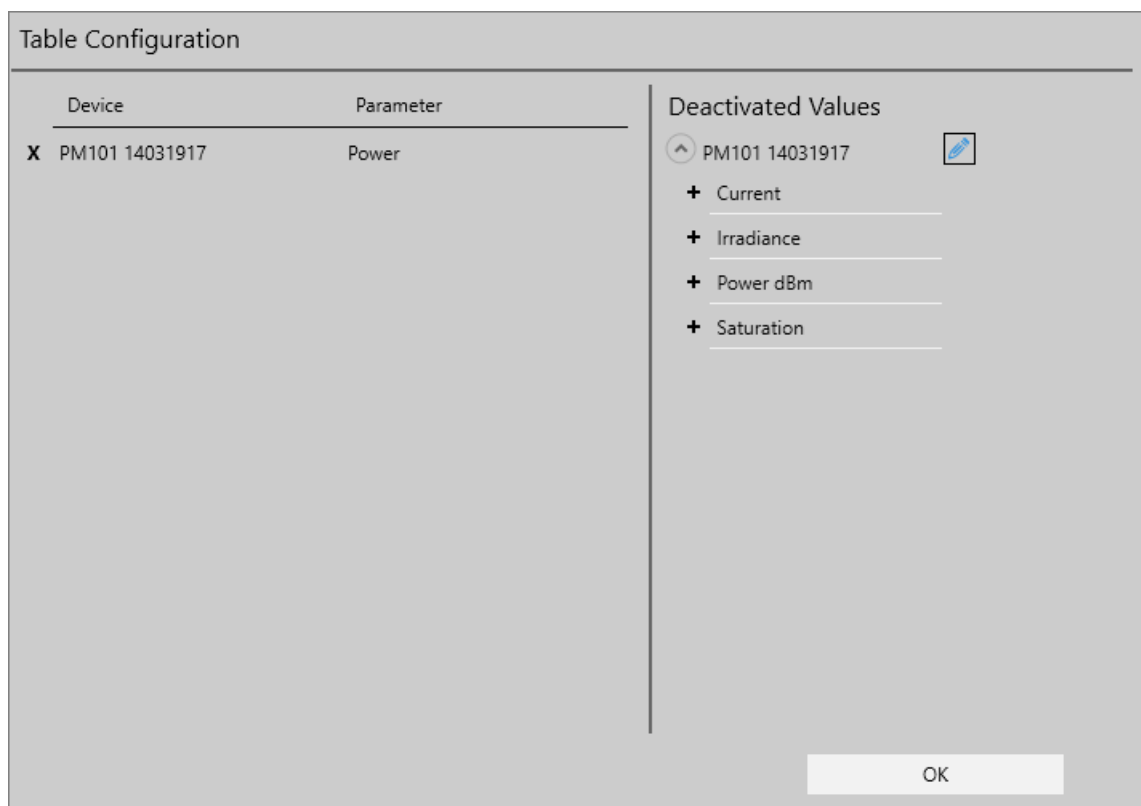 Table Configuration
Device Parameter
X PM101 14031917 Power
Deactivated Values
PM101 14031917
+ Current
+ Irradiance
+ Power dBm
+ Saturation
OK